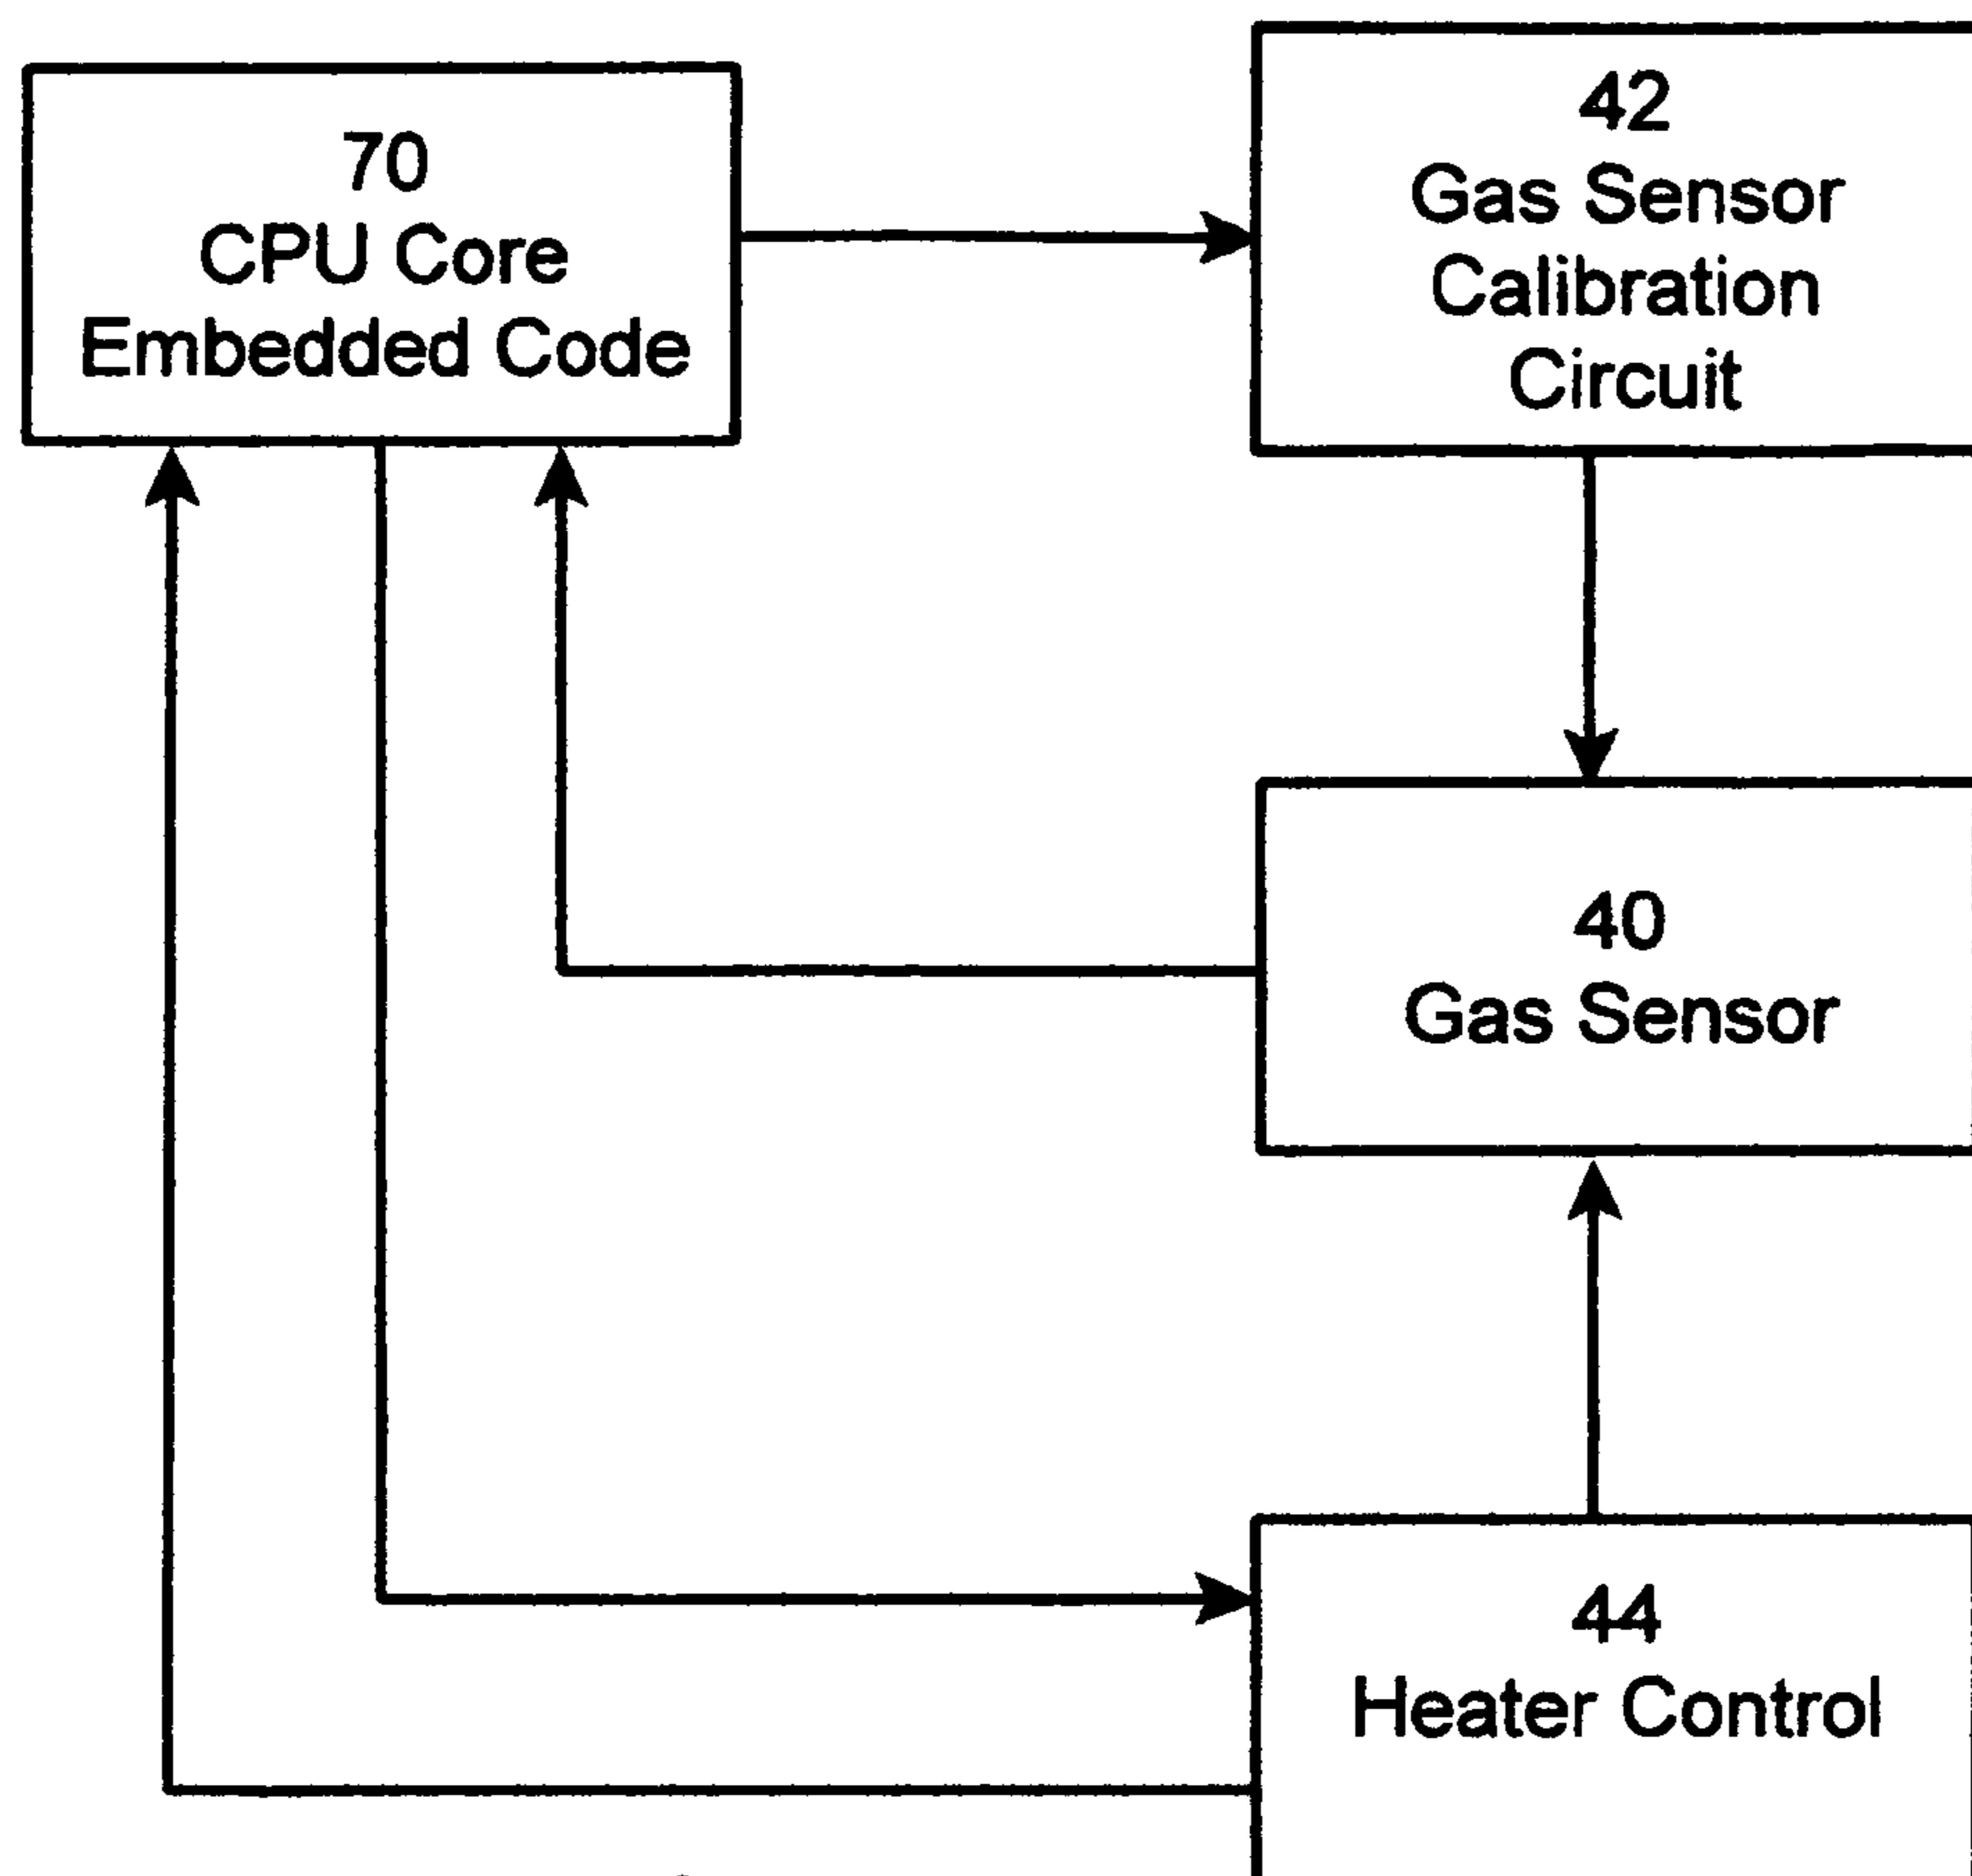 70
CPU Core
Embedded Code
42
Gas Sensor
Calibration
Circuit
40
Gas Sensor
44
Heater Control